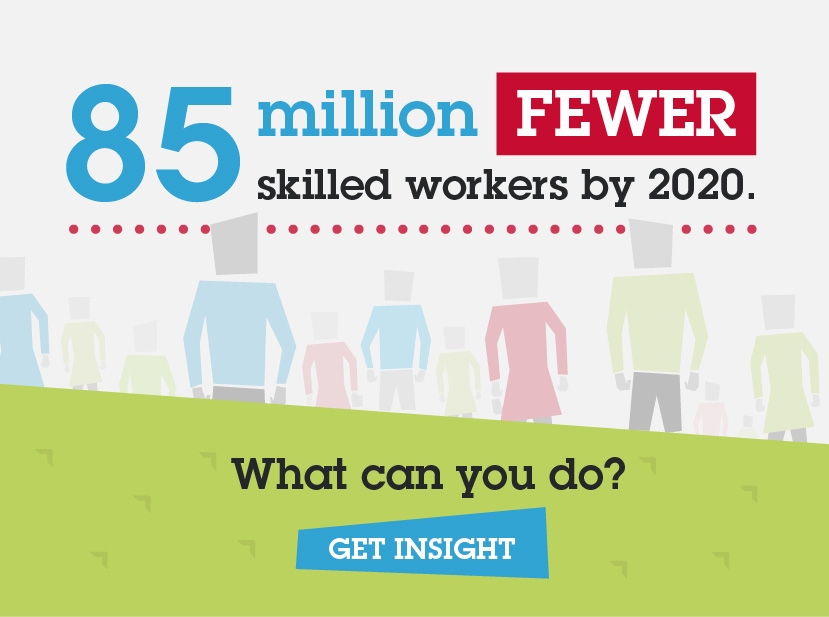 85 million FEWER
skilled workers by 2020.
What can you do?
GET INSIGHT